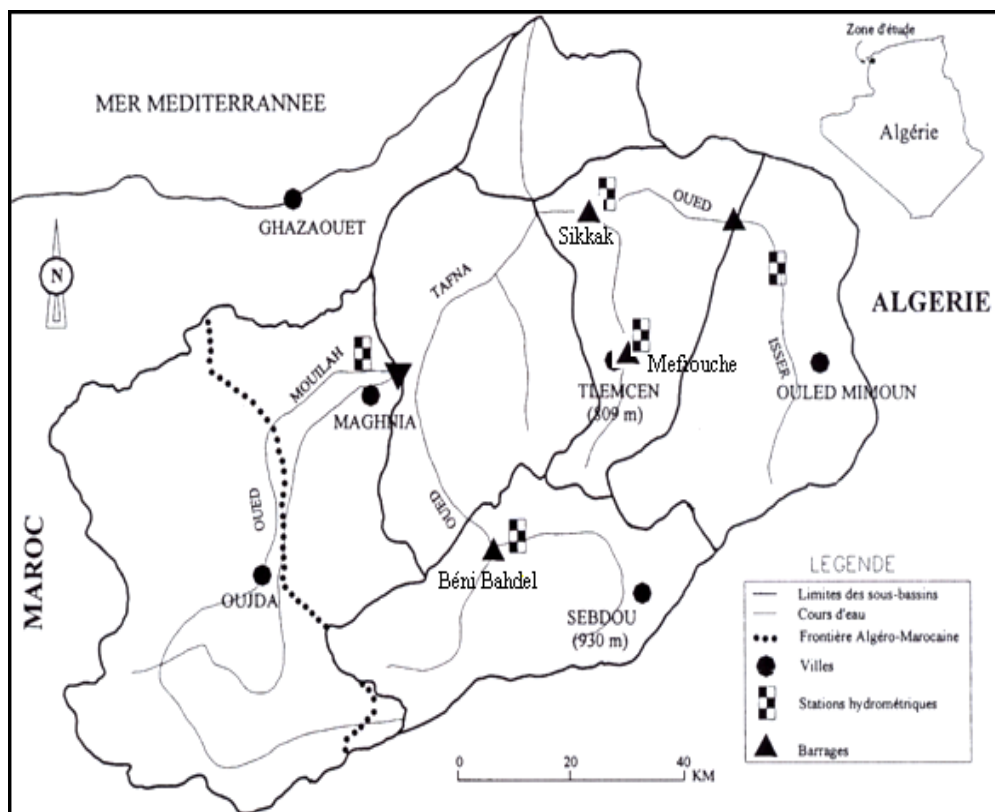 Zone d'étude
Algérie
MER MEDITERRANNEE
GHAZAOUET
N
OUED
Sikkak
TAFNA
ALGERIE
MOUILAH
ISSER
Mefrouche
TLEMCEN
(809 m)
OULED MIMOUN
MAGHNIA
OUED
OUED
MAROC
Béni Bahdel
OUJDA
SEBDOU
(930 m)
LEGENDE
Limites des sous-bassins
Cours d'eau
Frontière Algéro-Marocaine
Villes
Stations hydrométriques
Barrages
0 20 40
KM